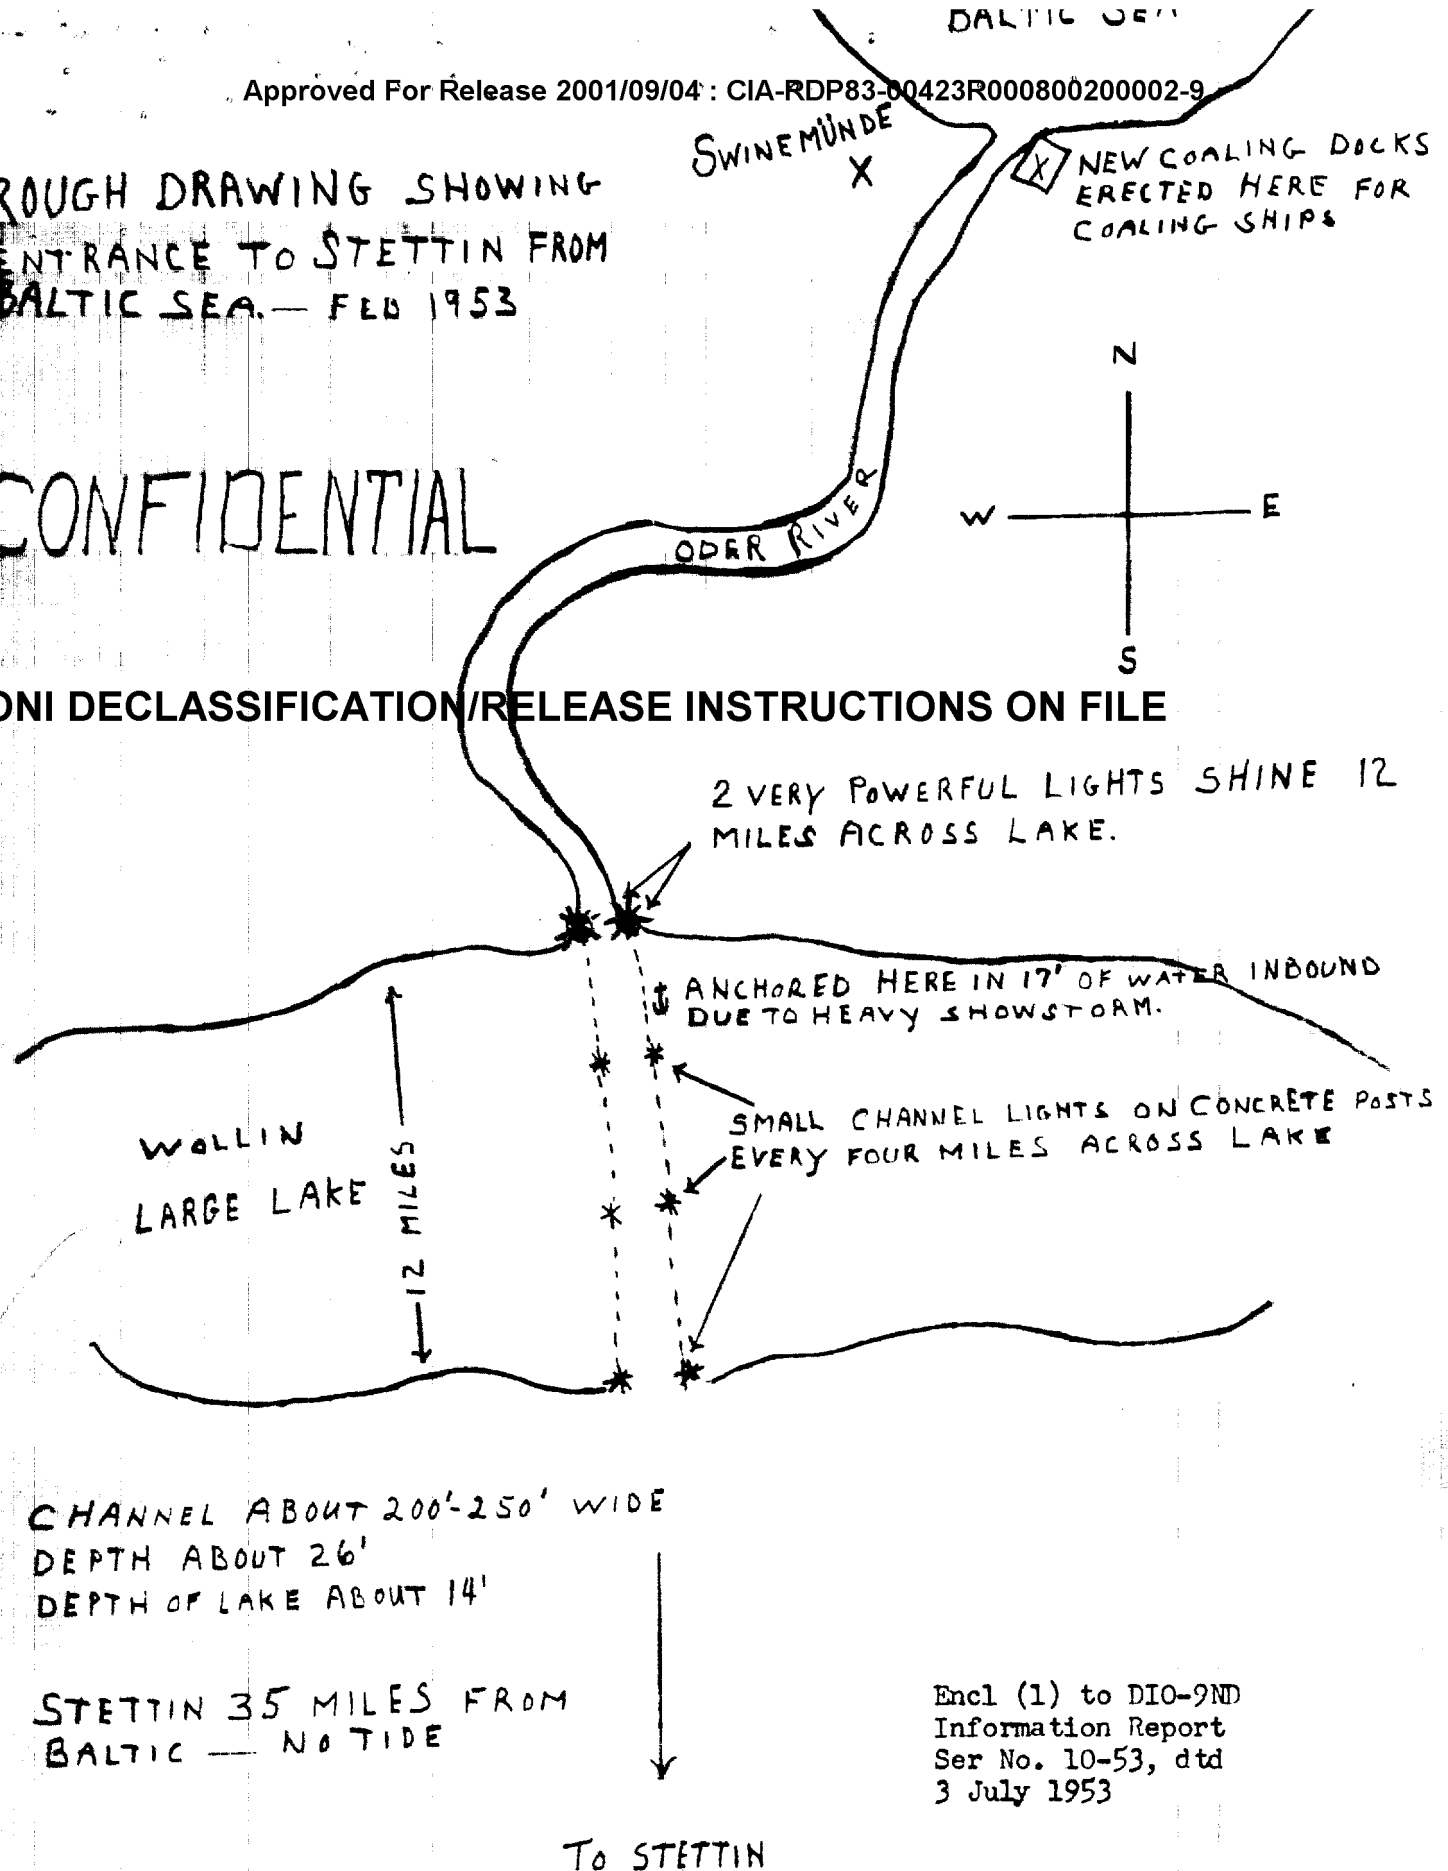 BALTIC SEA
Approved For Release 2001/09/04 : CIA-RDP83-00423R000800200002-9
SWINEMÜNDE
X
X
NEW COALING DOCKS
ERECTED HERE FOR
COALING SHIPS
ROUGH DRAWING SHOWING
ENTRANCE TO STETTIN FROM
BALTIC SEA. — FEB 1953
N
W
E
S
CONFIDENTIAL
ODER RIVER
ONI DECLASSIFICATION/RELEASE INSTRUCTIONS ON FILE
2 VERY POWERFUL LIGHTS SHINE 12
MILES ACROSS LAKE.
ANCHORED HERE IN 17' OF WATER INBOUND
DUE TO HEAVY SHOWSTORM.
SMALL CHANNEL LIGHTS ON CONCRETE POSTS
EVERY FOUR MILES ACROSS LAKE
WOLLIN
LARGE LAKE
12 MILES
CHANNEL ABOUT 200'-250' WIDE
DEPTH ABOUT 26'
DEPTH OF LAKE ABOUT 14'
STETTIN 35 MILES FROM
BALTIC — NO TIDE
Encl (1) to DIO-9ND
Information Report
Ser No. 10-53, dtd
3 July 1953
TO STETTIN